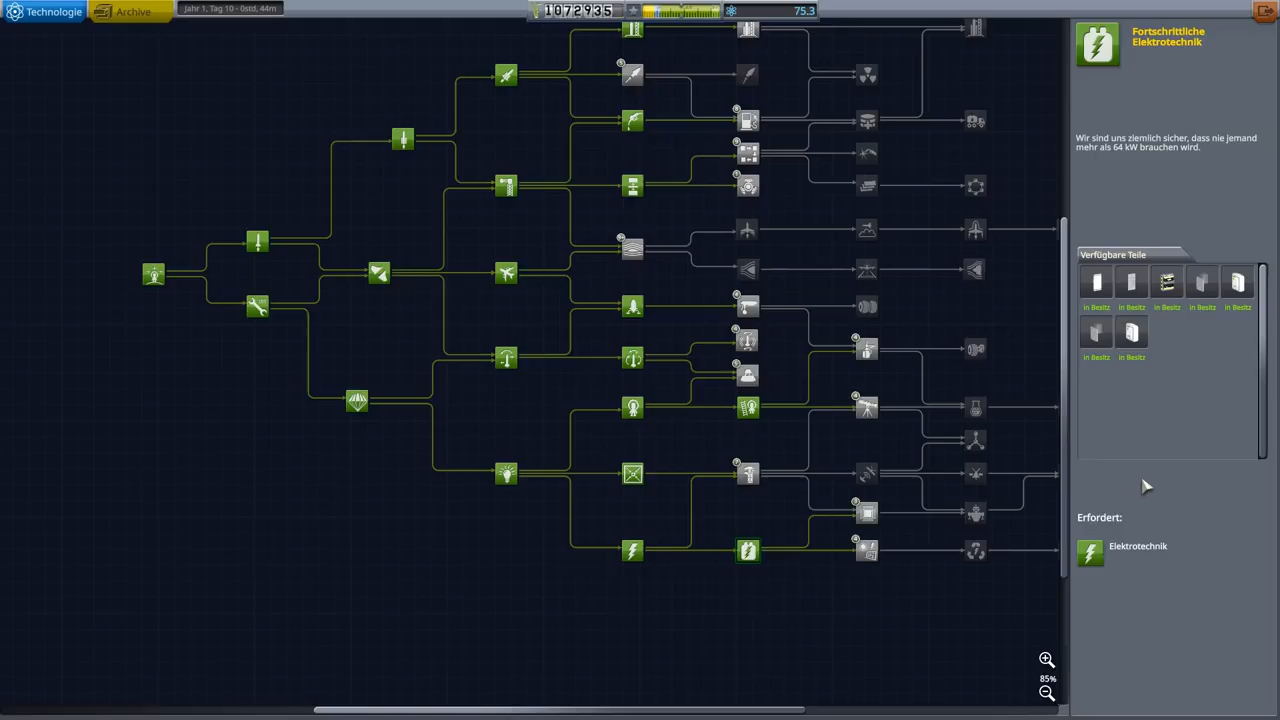 Technologie
Archive
Jahr 1, Tag 10 - 0std, 44m
1072935
75.3
Fortschrittliche
Elektrotechnik
Wir sind uns ziemlich sicher, dass nie jemand
mehr als 64 kW brauchen wird.
Verfügbare Teile
in Besitz in Besitz in Besitz in Besitz in Besitz
in Besitz in Besitz
Erfordert:
Elektrotechnik
85%